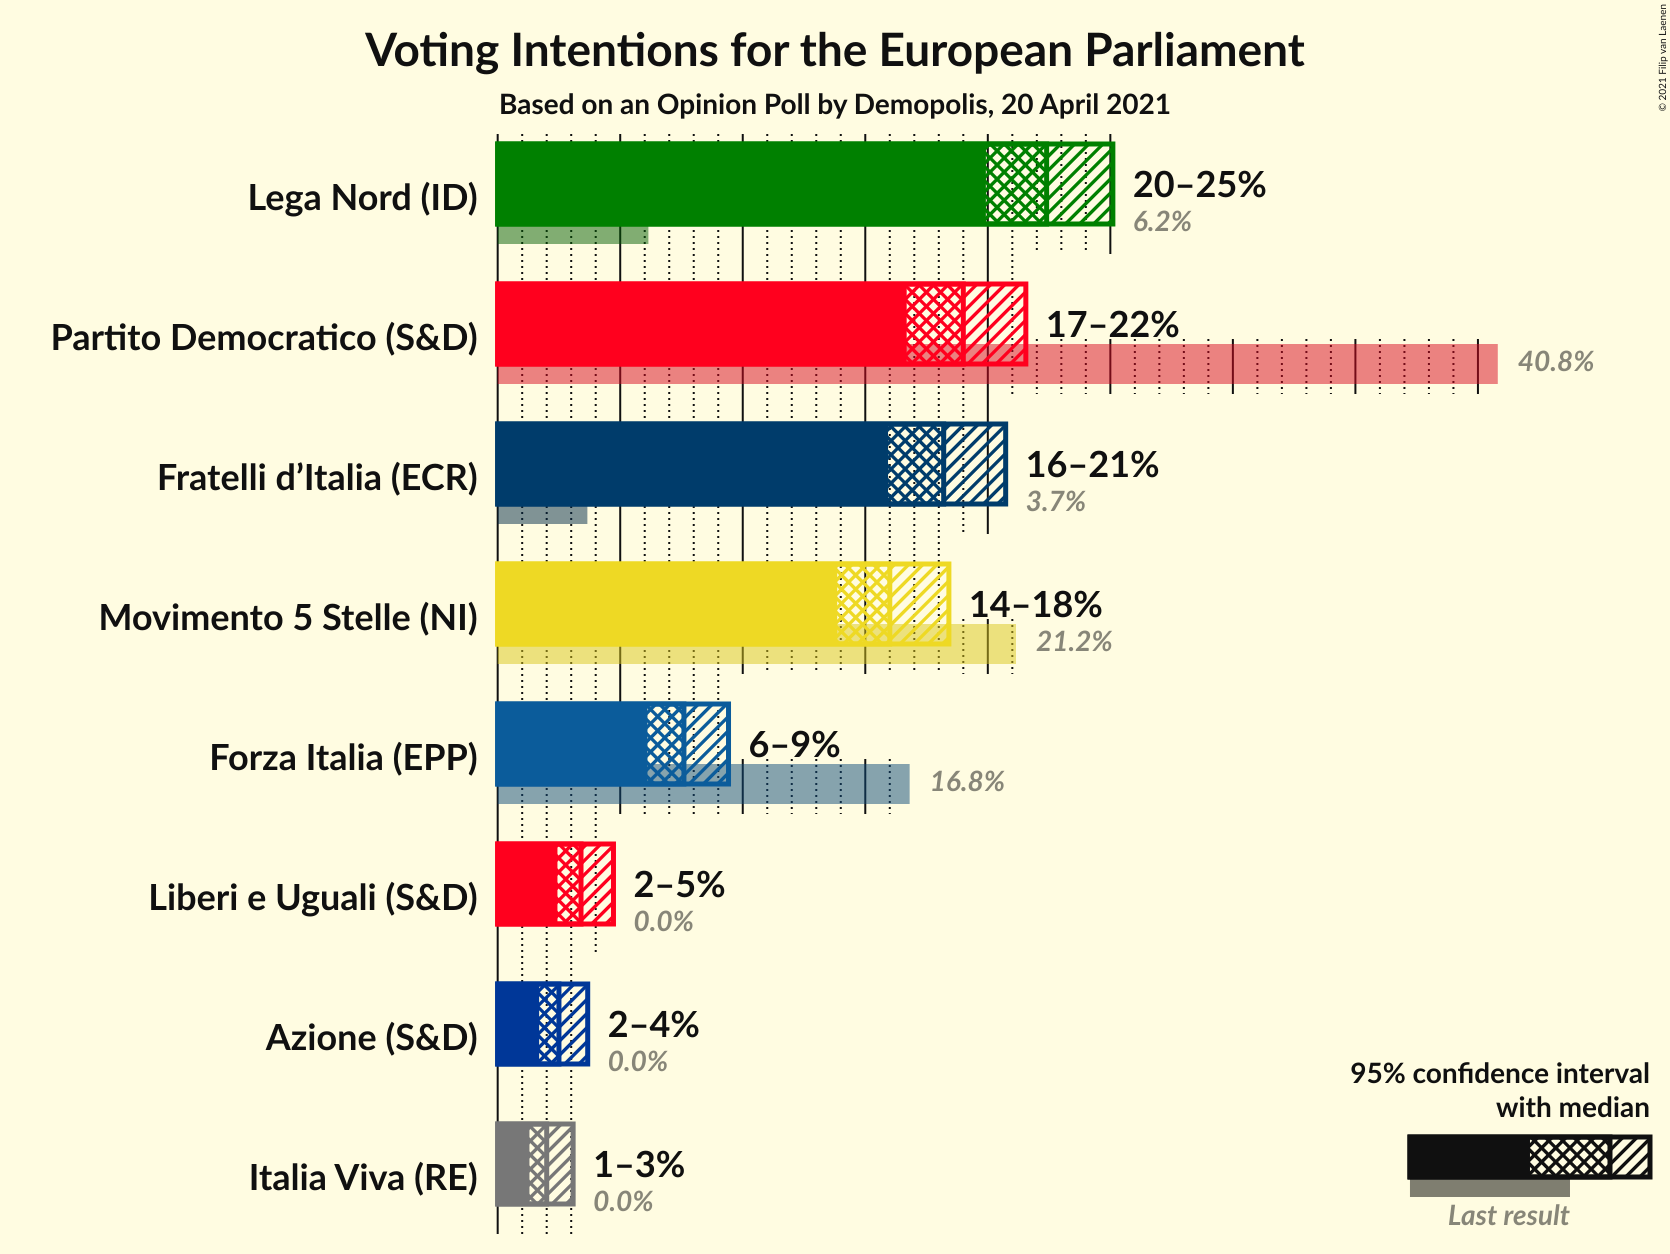 Voting Intentions for the European Parliament
Based on an Opinion Poll by Demopolis, 20 April 2021
© 2021 Filip van Laenen
Lega Nord (ID)
20–25%
6.2%
Partito Democratico (S&D)
17–22%
40.8%
Fratelli d’Italia (ECR)
16–21%
3.7%
Movimento 5 Stelle (NI)
14–18%
21.2%
Forza Italia (EPP)
6–9%
16.8%
Liberi e Uguali (S&D)
2–5%
0.0%
Azione (S&D)
2–4%
0.0%
Italia Viva (RE)
1–3%
0.0%
95% confidence interval
with median
Last result